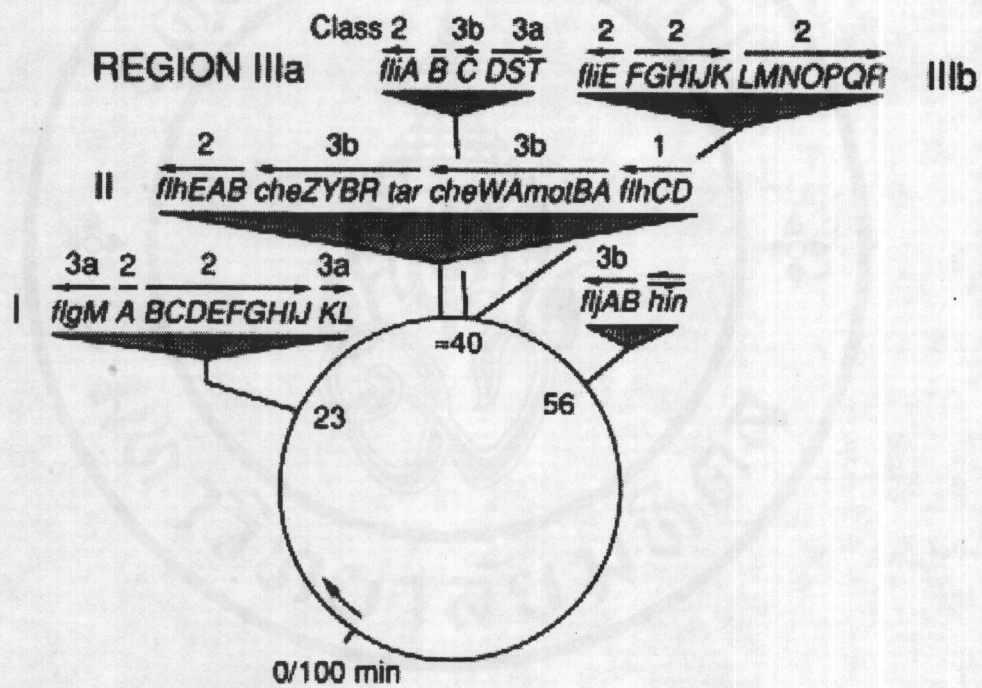 Class 2 3b 3a 2 2 2
REGION IIIa fliA B C DST fliE FGHIJK LMNOPQR IIIb
2 3b 3b 1
II flhEAB cheZYBR tar cheWAmotBA flhCD
3a 2 2 3a 3b
I flgM A BCDEFGHIJ KL fljAB hin
≈40
23 56
0/100 min